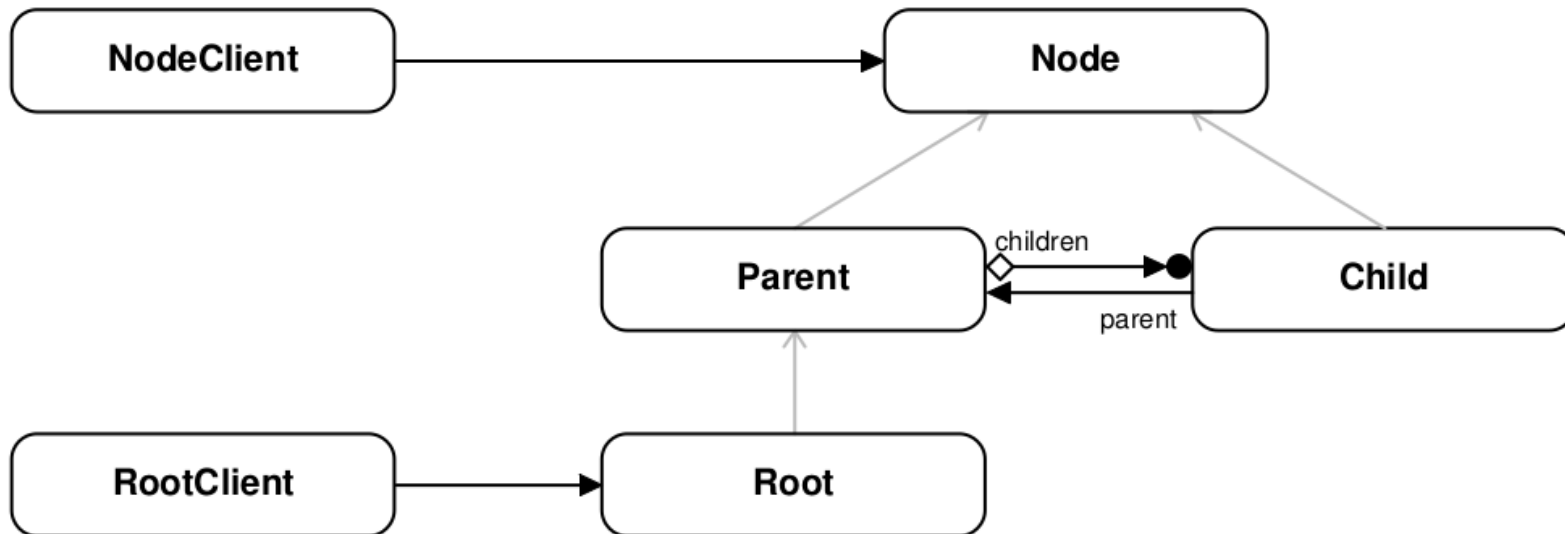 NodeClient
Node
children
Parent
Child
parent
RootClient
Root